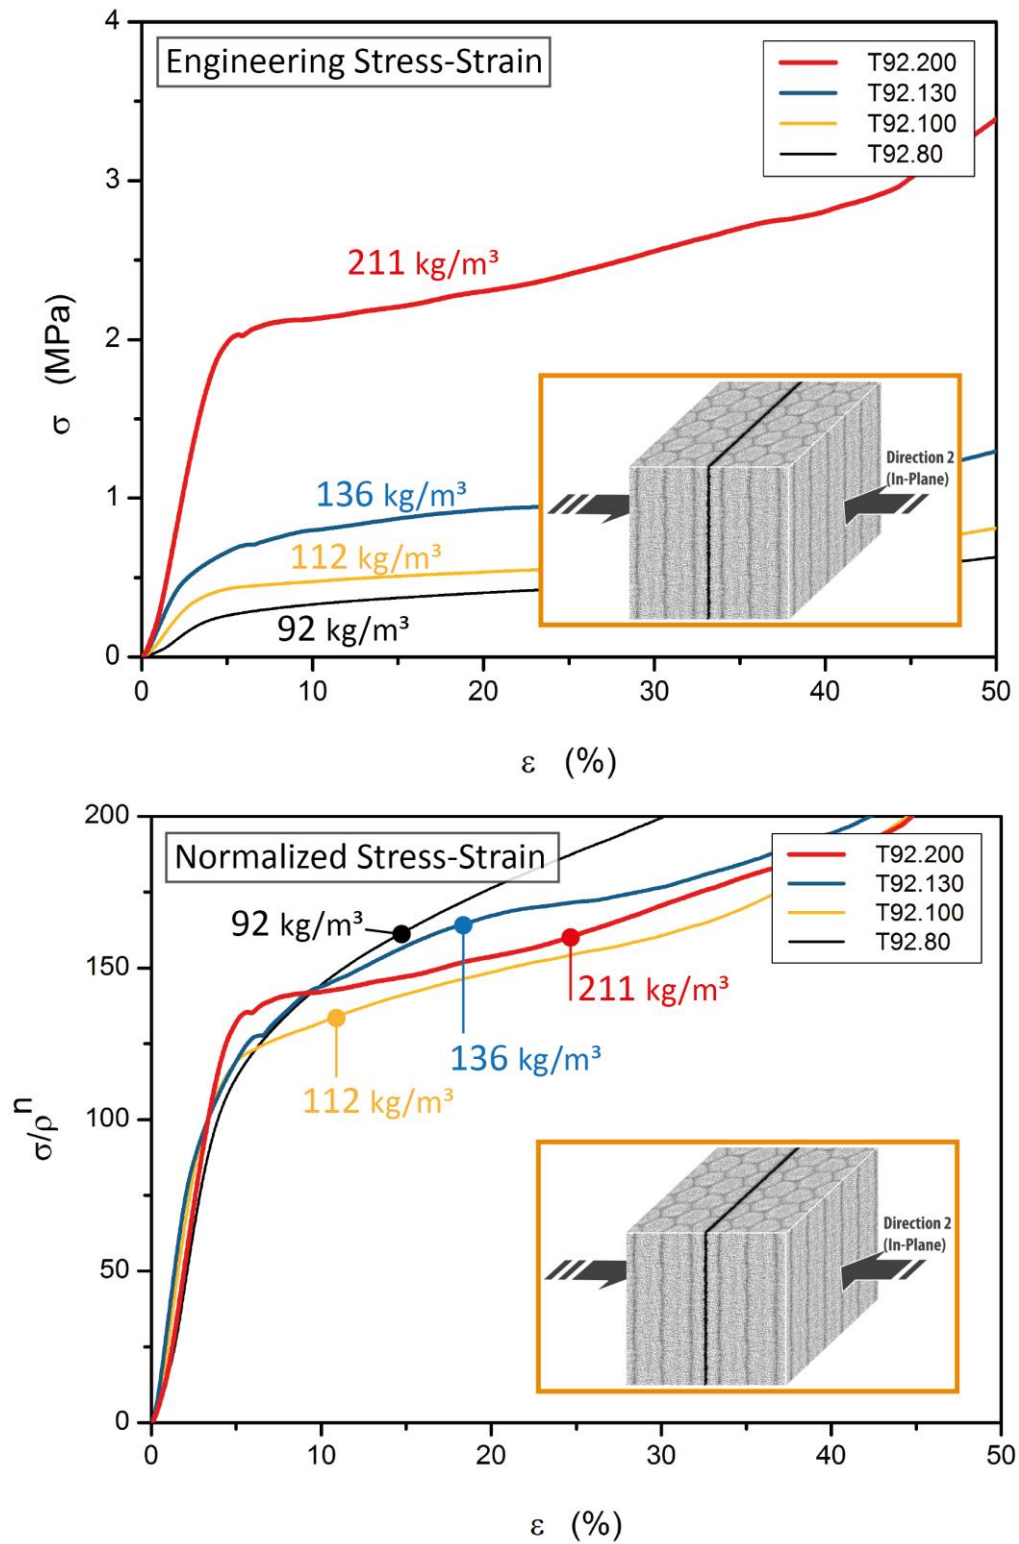 4
Engineering Stress-Strain
T92.200
T92.130
T92.100
T92.80
3
211 kg/m³
σ (MPa)
2
Direction 2
(In-Plane)
136 kg/m³
1
112 kg/m³
92 kg/m³
0
0 10 20 30 40 50
ε (%)
200
Normalized Stress-Strain
T92.200
T92.130
T92.100
T92.80
92 kg/m³
150
211 kg/m³
136 kg/m³
112 kg/m³
100
σ/ρⁿ
Direction 2
(In-Plane)
50
0
0 10 20 30 40 50
ε (%)